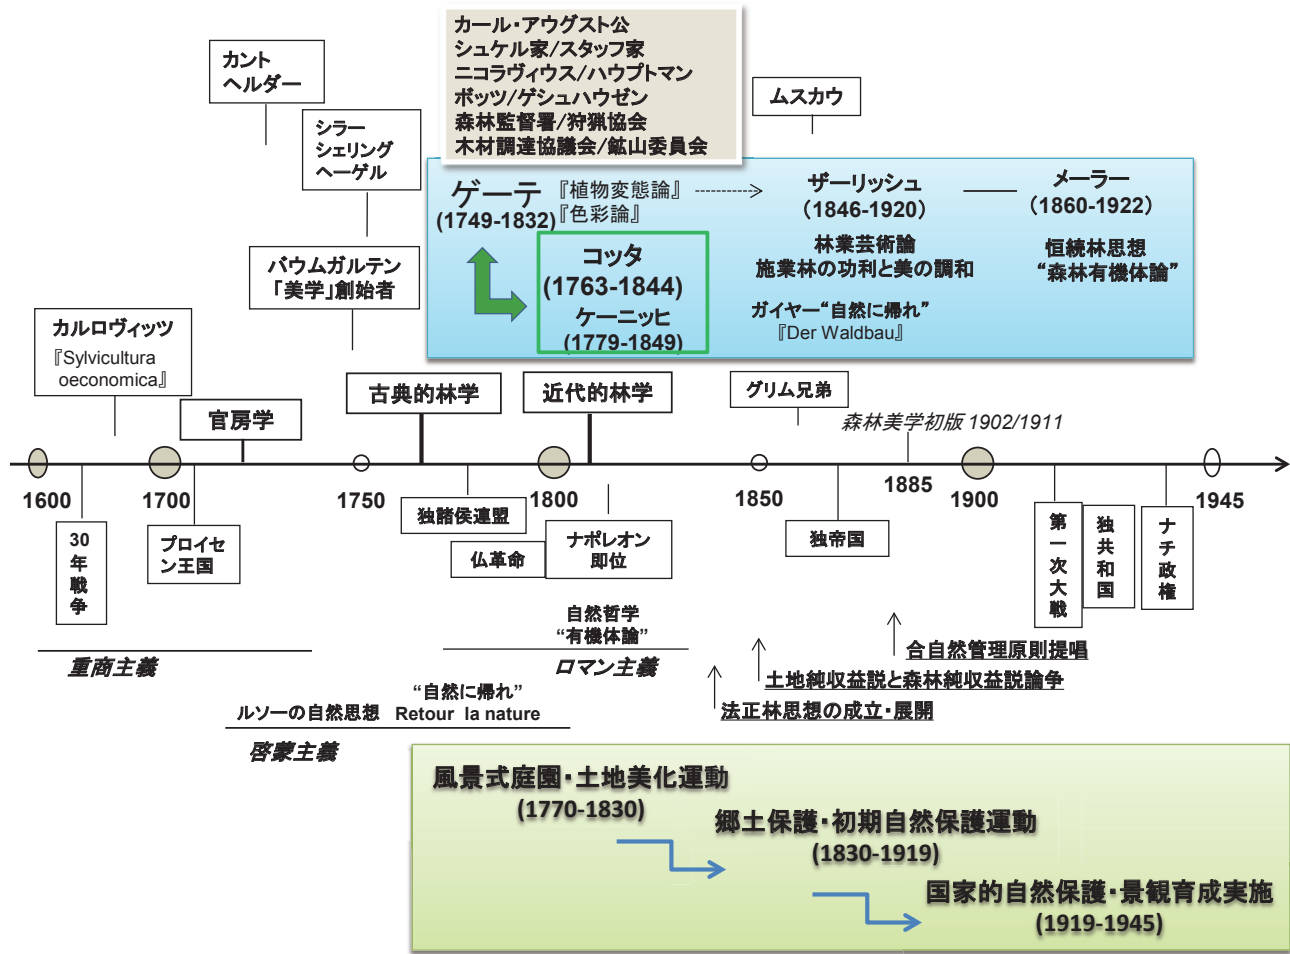 カール・アウグスト公
シュケル家/スタッフ家
ニコラヴィウス/ハウプトマン
ボッツ/ゲシュハウゼン
森林監督署/狩猟協会
木材調達協議会/鉱山委員会
カント
ヘルダー
シラー
シェリング
ヘーゲル
ムスカウ
ゲーテ
(1749-1832)
『植物変態論』
『色彩論』
コッタ
(1763-1844)
ケーニッヒ
(1779-1849)
ザーリッシュ
(1846-1920)
林業芸術論
施業林の功利と美の調和
ガイヤー“自然に帰れ”
『Der Waldbau』
メーラー
(1860-1922)
恒続林思想
“森林有機体論”
バウムガルテン
「美学」創始者
カルロヴィッツ
『Sylvicultura
oeconomica』
官房学
古典的林学
近代的林学
グリム兄弟
森林美学初版 1902/1911
1600
1700
1750
1800
1850
1885
1900
1945
30
年
戦
争
プロイセ
ン王国
独諸侯連盟
仏革命
ナポレオン
即位
独帝国
第
一
次
大
戦
独
共
和
国
ナ
チ
政
権
自然哲学
“有機体論”
ロマン主義
重商主義
“自然に帰れ”
ルソーの自然思想 Retour la nature
啓蒙主義
合自然管理原則提唱
土地純収益説と森林純収益説論争
法正林思想の成立・展開
風景式庭園・土地美化運動
(1770-1830)
郷土保護・初期自然保護運動
(1830-1919)
国家的自然保護・景観育成実施
(1919-1945)